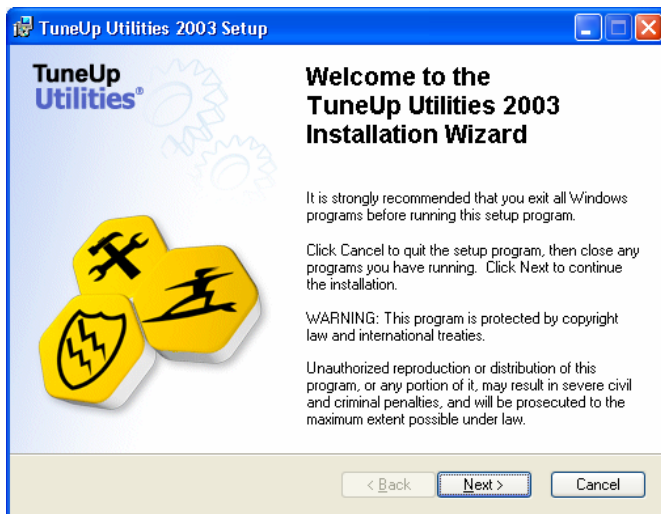 TuneUp Utilities 2003 Setup
TuneUp
Utilities®
Welcome to the
TuneUp Utilities 2003
Installation Wizard
It is strongly recommended that you exit all Windows
programs before running this setup program.
Click Cancel to quit the setup program, then close any
programs you have running.  Click Next to continue
the installation.
WARNING: This program is protected by copyright
law and international treaties.
Unauthorized reproduction or distribution of this
program, or any portion of it, may result in severe civil
and criminal penalties, and will be prosecuted to the
maximum extent possible under law.
< Back
Next >
Cancel